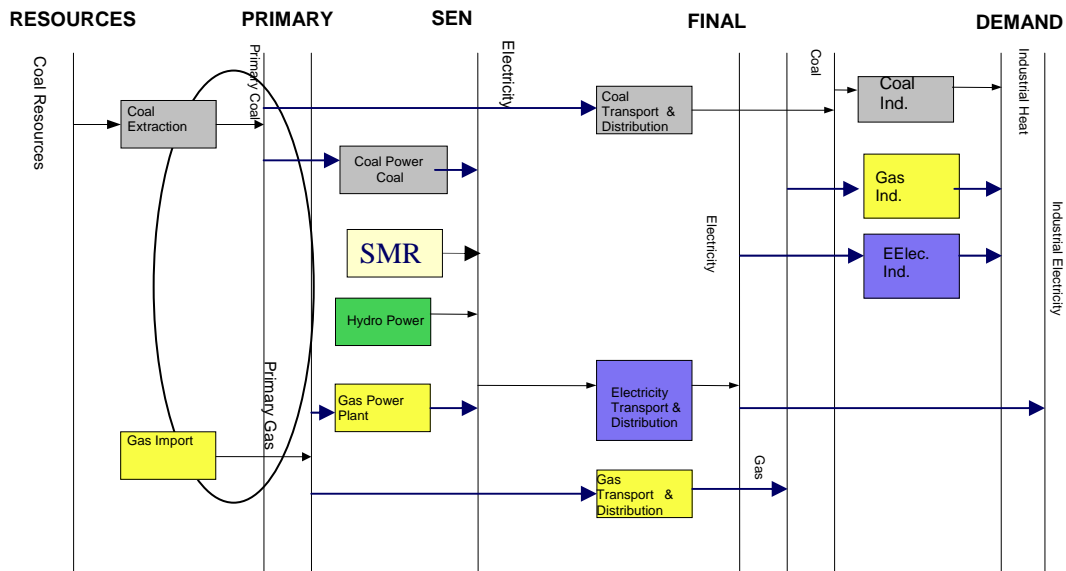 RESOURCES
PRIMARY
SEN
FINAL
DEMAND
Coal Resources
Coal
Extraction
Gas Import
Primary Coal
Primary Gas
Coal Power
Coal
SMR
Hydro Power
Gas Power
Plant
Electricity
Coal
Transport &
Distribution
Electricity
Transport &
Distribution
Gas
Transport &
Distribution
Electricity
Gas
Coal
Coal
Ind.
Gas
Ind.
EElec.
Ind.
Industrial Heat
Industrial Electricity